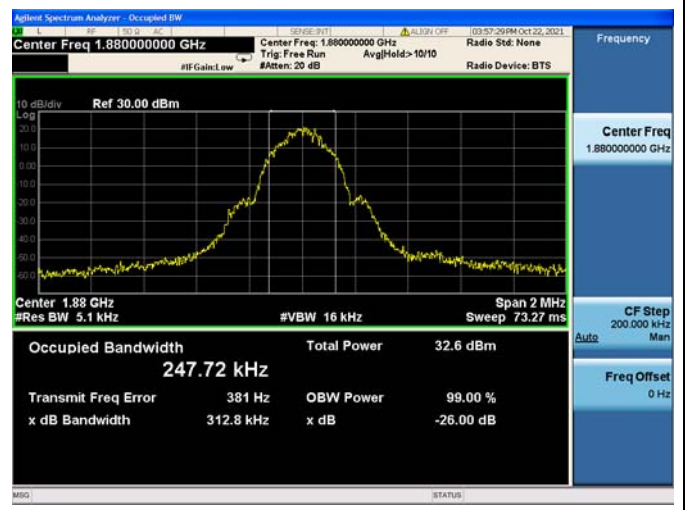 Agilent Spectrum Analyzer - Occupied BW
L RF 50 Ω AC SENSE:INT ALIGN OFF 03:57:29 PM Oct 22, 2021
Center Freq 1.880000000 GHz
Center Freq: 1.880000000 GHz
Radio Std: None
Trig: Free Run Avg|Hold:> 10/10
#IFGain:Low #Atten: 20 dB Radio Device: BTS
Frequency
10 dB/div Ref 30.00 dBm
Log
20.0
10.0
0.00
-10.0
-20.0
-30.0
-40.0
-50.0
-60.0
Center 1.88 GHz Span 2 MHz
#Res BW 5.1 kHz #VBW 16 kHz Sweep 73.27 ms
Occupied Bandwidth Total Power 32.6 dBm
247.72 kHz
Transmit Freq Error 381 Hz OBW Power 99.00 %
x dB Bandwidth 312.8 kHz x dB -26.00 dB
Center Freq
1.880000000 GHz
CF Step
200.000 kHz
Auto Man
Freq Offset
0 Hz
MSG STATUS